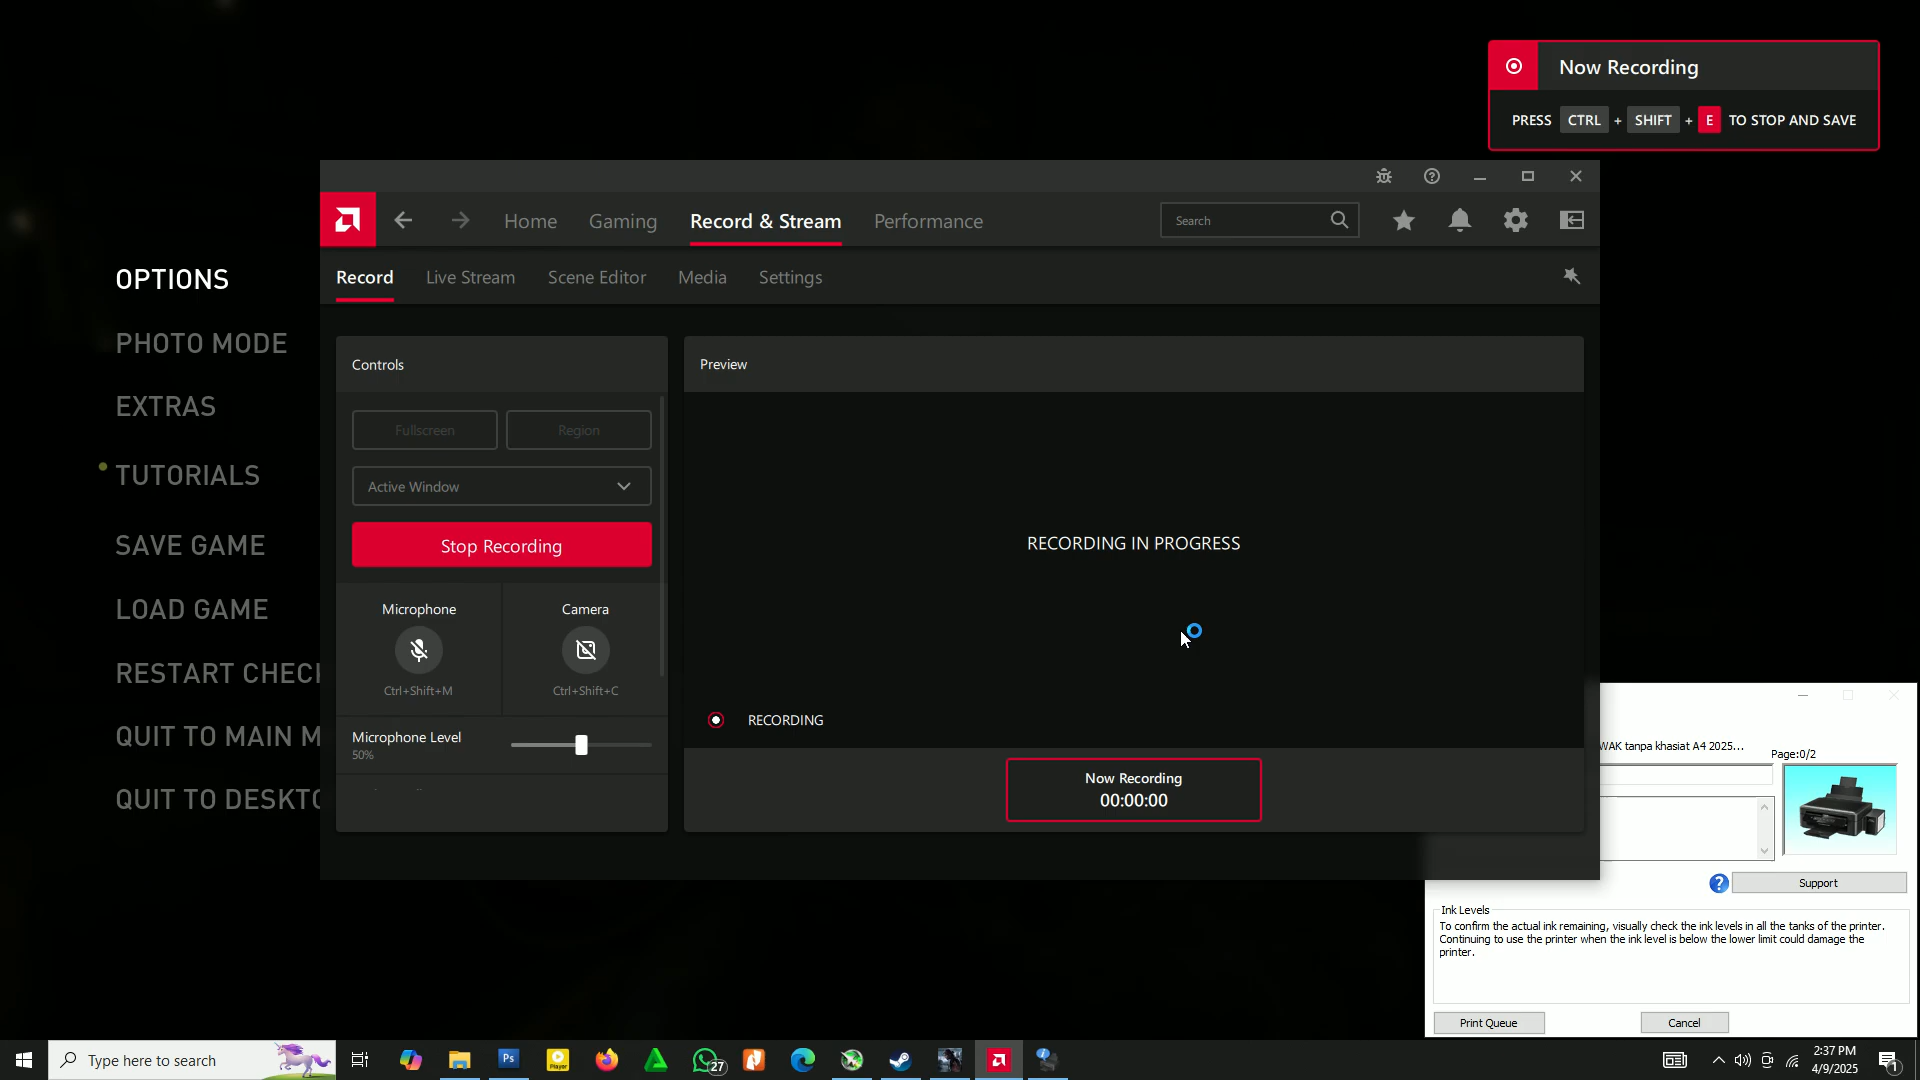 Now Recording
PRESS CTRL + SHIFT + E TO STOP AND SAVE
Home Gaming Record & Stream Performance Search
Record Live Stream Scene Editor Media Settings
OPTIONS
PHOTO MODE
EXTRAS
TUTORIALS
SAVE GAME
LOAD GAME
RESTART CHECK
QUIT TO MAIN M
QUIT TO DESKTO
Controls
Fullscreen Region
Active Window
Stop Recording
Microphone Camera
Ctrl+Shift+M Ctrl+Shift+C
Microphone Level
50%
Preview
RECORDING IN PROGRESS
RECORDING
Now Recording
00:00:00
WAK tanpa khasiat A4 2025...
Page:0/2
Support
Ink Levels
To confirm the actual ink remaining, visually check the ink levels in all the tanks of the printer.
Continuing to use the printer when the ink level is below the lower limit could damage the
printer.
Print Queue Cancel
Type here to search
Ps
Player
27
2:37 PM
4/9/2025
1